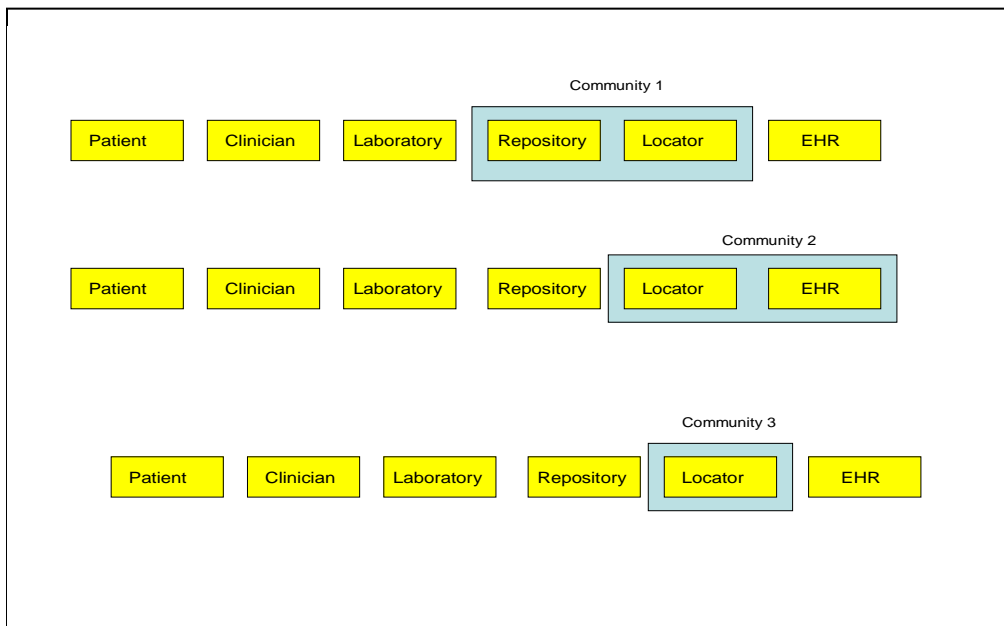 Community 1
Patient Clinician Laboratory Repository Locator EHR
Community 2
Patient Clinician Laboratory Repository Locator EHR
Community 3
Patient Clinician Laboratory Repository Locator EHR